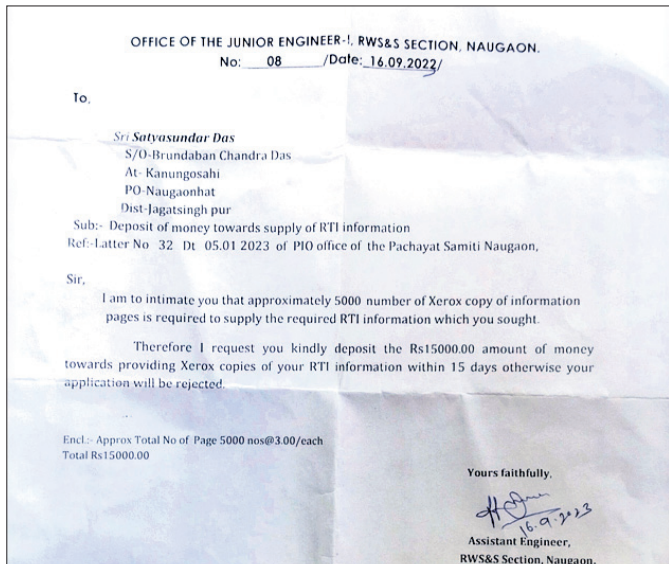 OFFICE OF THE JUNIOR ENGINEER-I, RWS&S SECTION, NAUGAON.
No: 08 /Date: 16.09.2022/
To,
Sri Satyasundar Das
S/O-Brundaban Chandra Das
At- Kanungosahi
PO-Naugaonhat
Dist-Jagatsingh pur
Sub:- Deposit of money towards supply of RTI information
Ref:-Latter No 32 Dt 05.01 2023 of PIO office of the Pachayat Samiti Naugaon,
Sir,
I am to intimate you that approximately 5000 number of Xerox copy of information
pages is required to supply the required RTI information which you sought.
Therefore I request you kindly deposit the Rs15000.00 amount of money
towards providing Xerox copies of your RTI information within 15 days otherwise your
application will be rejected.
Encl:- Approx Total No of Page 5000 nos@3.00/each
Total Rs15000.00
Yours faithfully,
16.9.2023
Assistant Engineer,
RWS&S Section, Naugaon.